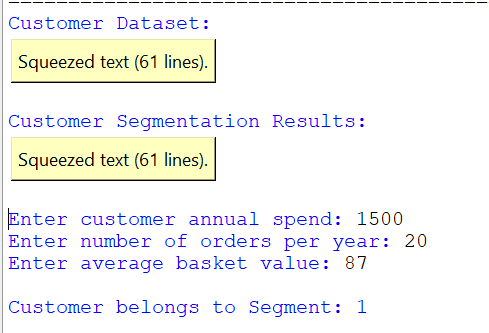 Customer Dataset:
Squeezed text (61 lines).
Customer Segmentation Results:
Squeezed text (61 lines).
Enter customer annual spend: 1500
Enter number of orders per year: 20
Enter average basket value: 87
Customer belongs to Segment: 1